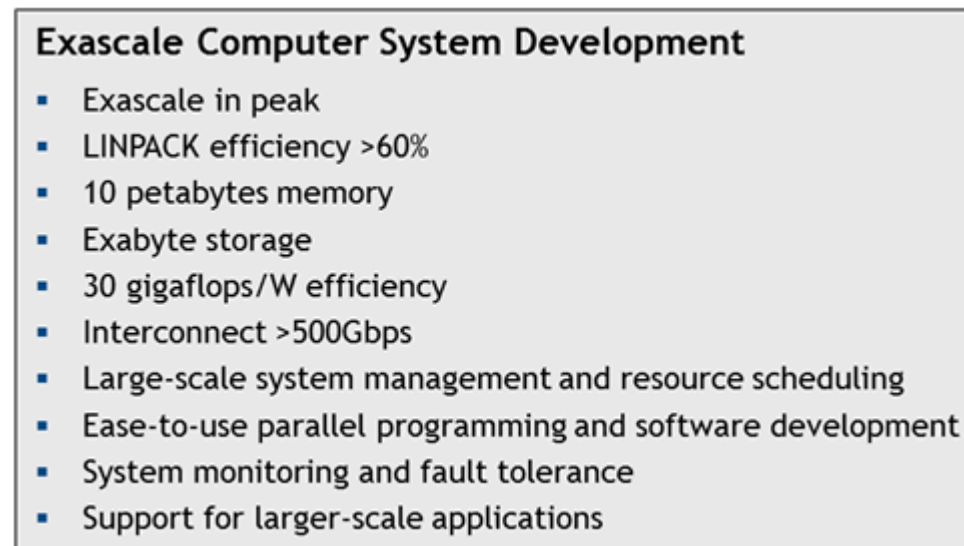 Exascale Computer System Development
▪ Exascale in peak
▪ LINPACK efficiency >60%
▪ 10 petabytes memory
▪ Exabyte storage
▪ 30 gigaflops/W efficiency
▪ Interconnect >500Gbps
▪ Large-scale system management and resource scheduling
▪ Ease-to-use parallel programming and software development
▪ System monitoring and fault tolerance
▪ Support for larger-scale applications